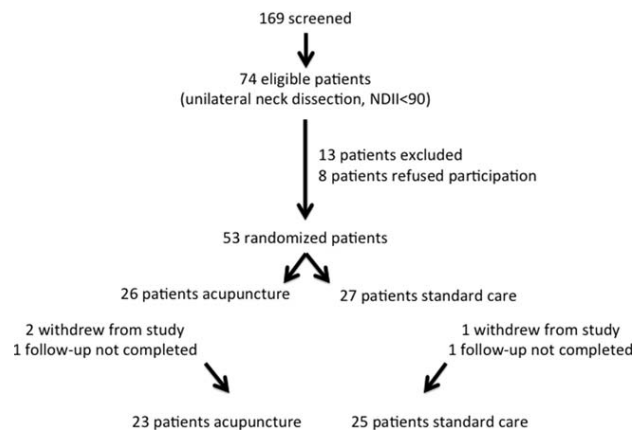 169 screened
74 eligible patients
(unilateral neck dissection, NDII<90)
13 patients excluded
8 patients refused participation
53 randomized patients
26 patients acupuncture
27 patients standard care
2 withdrew from study
1 follow-up not completed
1 withdrew from study
1 follow-up not completed
23 patients acupuncture
25 patients standard care